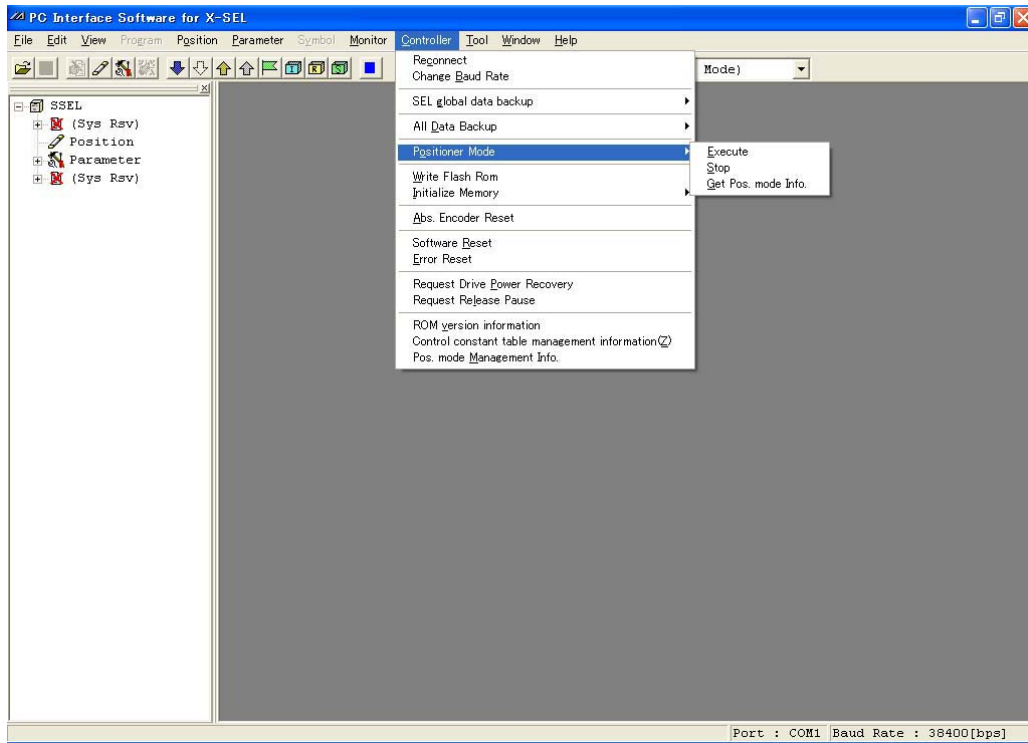 PC Interface Software for X-SEL
File Edit View Program Position Parameter Symbol Monitor Controller Tool Window Help
Mode)
SSEL
(Sys Rsv)
Position
Parameter
(Sys Rsv)
Reconnect
Change Baud Rate
SEL global data backup
All Data Backup
Positioner Mode
Write Flash Rom
Initialize Memory
Abs. Encoder Reset
Software Reset
Error Reset
Request Drive Power Recovery
Request Release Pause
ROM version information
Control constant table management information(Z)
Pos. mode Management Info.
Execute
Stop
Get Pos. mode Info.
Port : COM1 Baud Rate : 38400[bps]